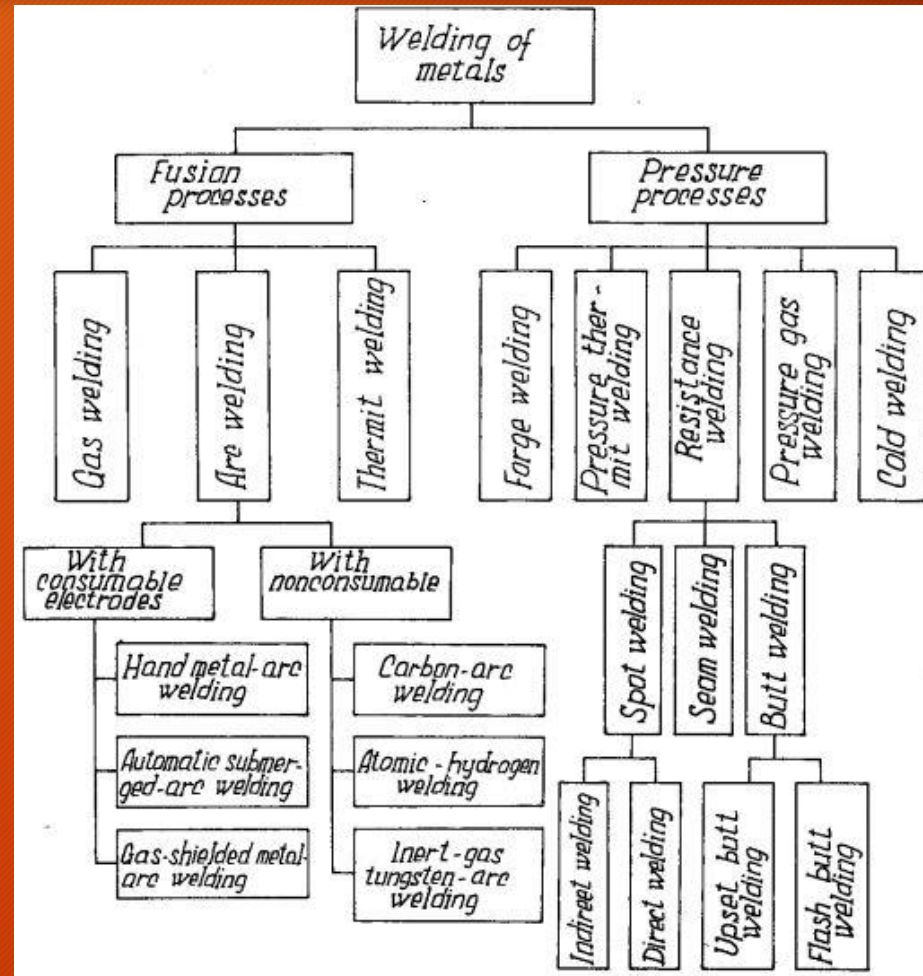 Welding of
metals
Fusion
processes
Pressure
processes
Gas welding
Arc welding
Thermit welding
Forge welding
Pressure ther-
mit welding
Resistance
welding
Pressure gas
welding
Cold welding
With
consumable
electrodes
With
nonconsumable
Hand metal-arc
welding
Automatic submer-
ged-arc welding
Gas-shielded metal-
arc welding
Carbon-arc
welding
Atomic-hydrogen
welding
Inert-gas
tungsten-arc
welding
Spot welding
Seam welding
Butt welding
Indirect welding
Direct welding
Upset butt
welding
Flash butt
welding